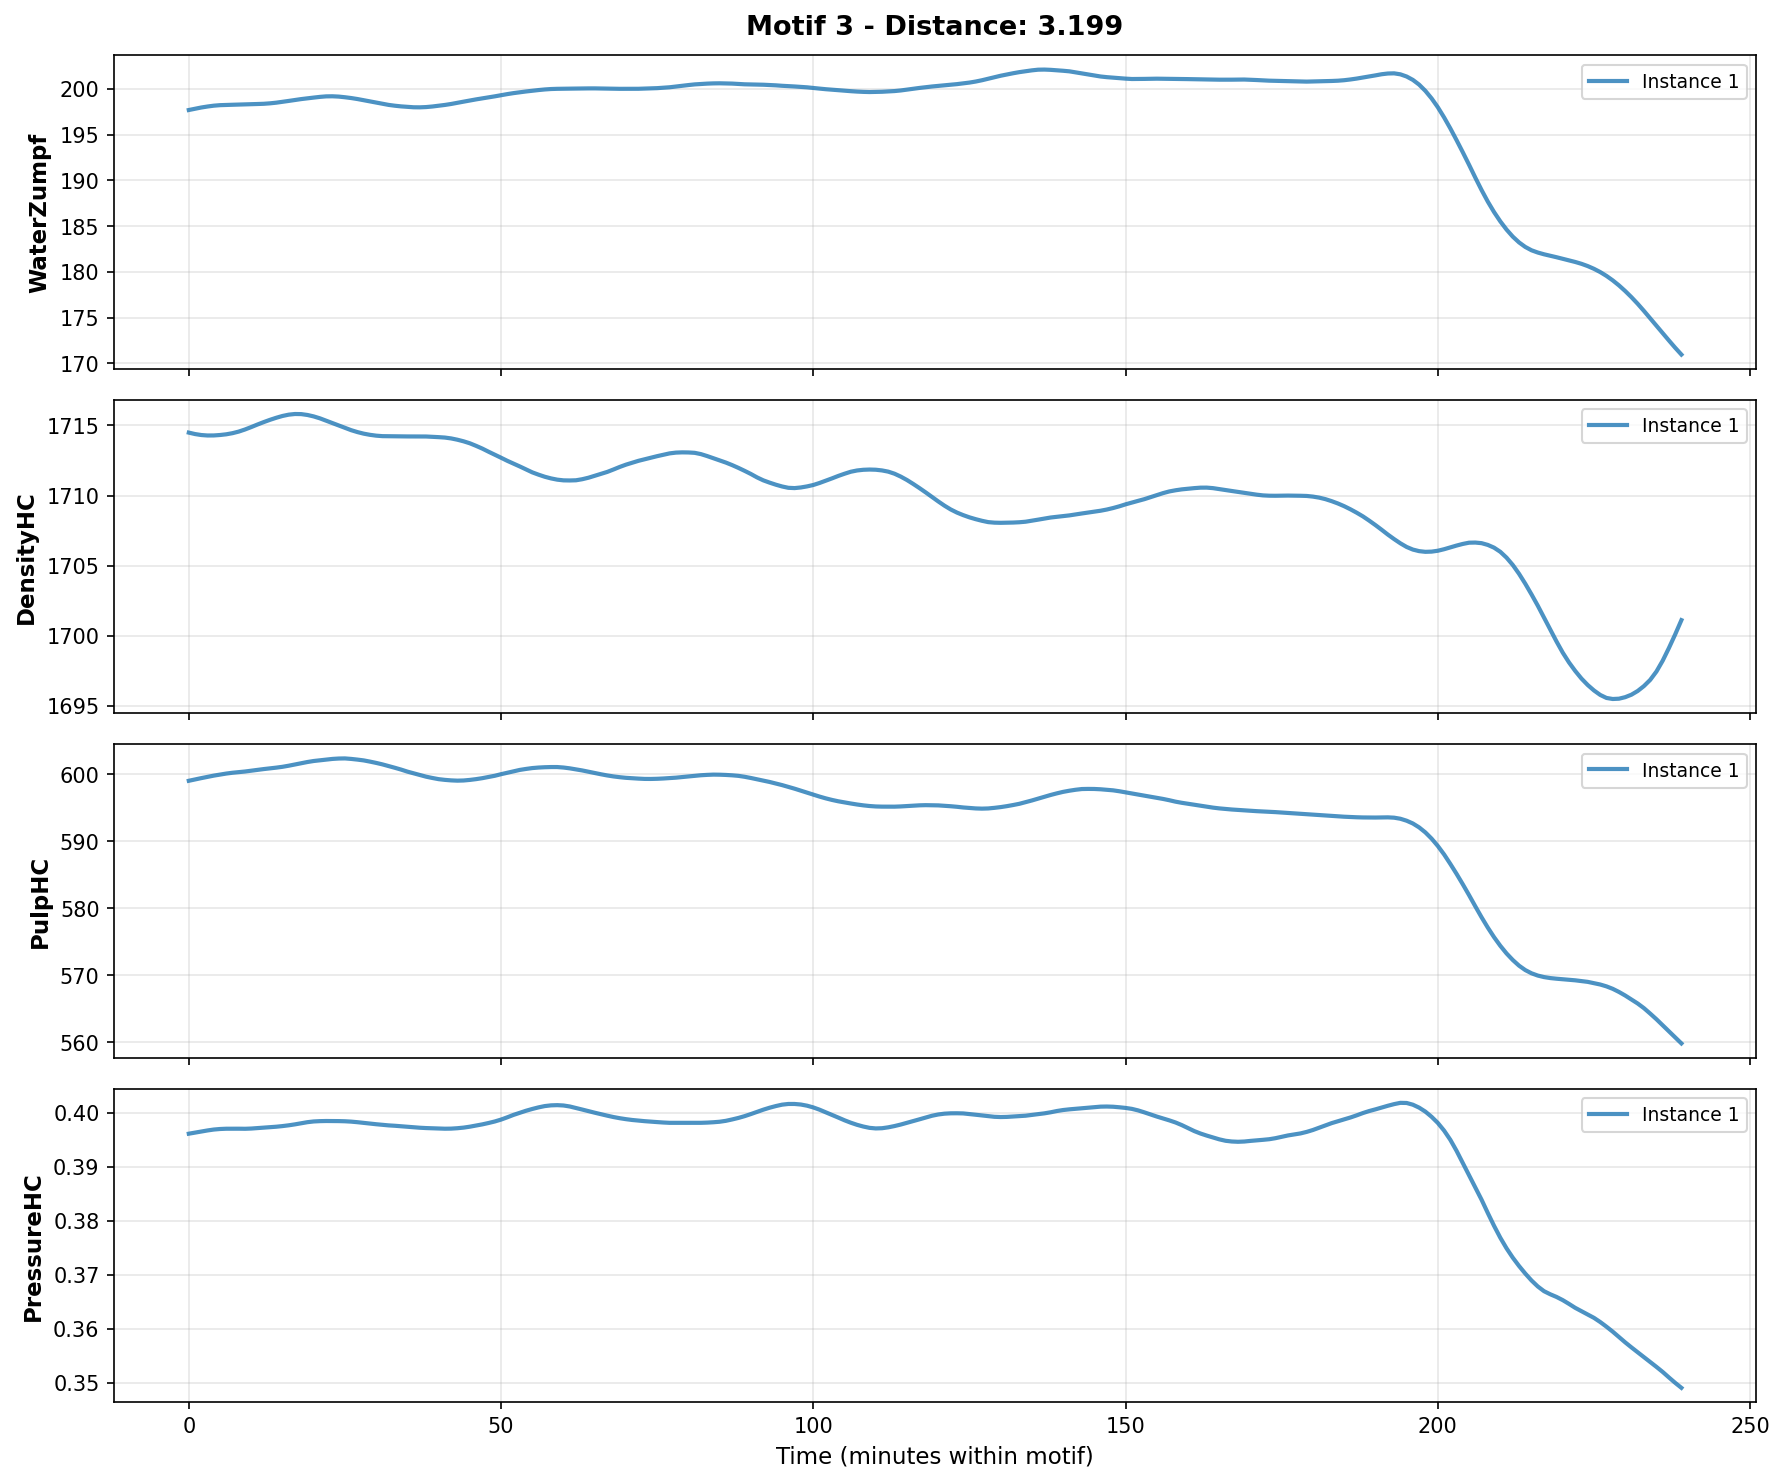 Motif 3 - Distance: 3.199
WaterZumpf
200
195
190
185
180
175
170
Instance 1
DensityHC
1715
1710
1705
1700
1695
Instance 1
PulpHC
600
590
580
570
560
Instance 1
PressureHC
0.40
0.39
0.38
0.37
0.36
0.35
Instance 1
0 50 100 150 200 250
Time (minutes within motif)